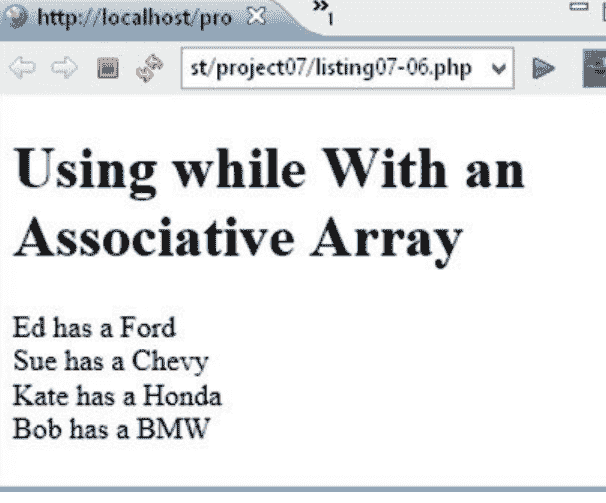 http://localhost/pro
»1
st/project07/listing07-06.php
Using while With an
Associative Array
Ed has a Ford
Sue has a Chevy
Kate has a Honda
Bob has a BMW